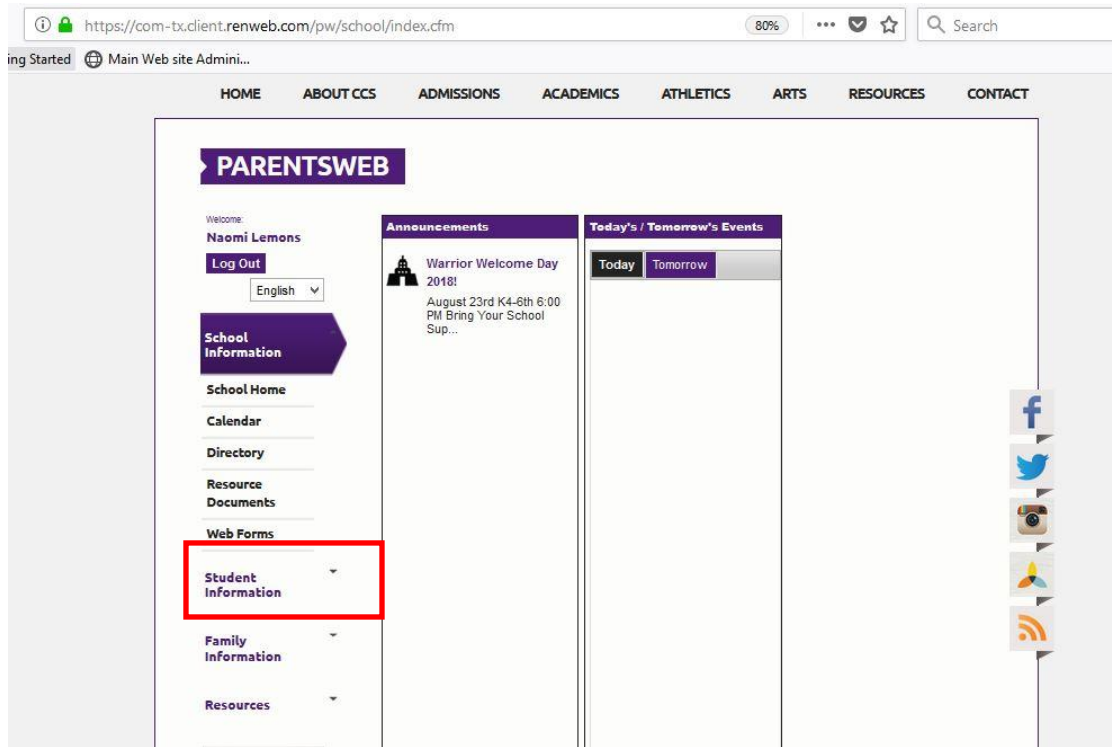 https://com-tx.client.renweb.com/pw/school/index.cfm
80%
Search
ing Started
Main Web site Admini...
HOME ABOUT CCS ADMISSIONS ACADEMICS ATHLETICS ARTS RESOURCES CONTACT
PARENTSWEB
Welcome:
Naomi Lemons
Log Out
English
School
Information
School Home
Calendar
Directory
Resource
Documents
Web Forms
Student
Information
Family
Information
Resources
Announcements
Warrior Welcome Day
2018!
August 23rd K4-6th 6:00
PM Bring Your School
Sup...
Today's / Tomorrow's Events
Today Tomorrow